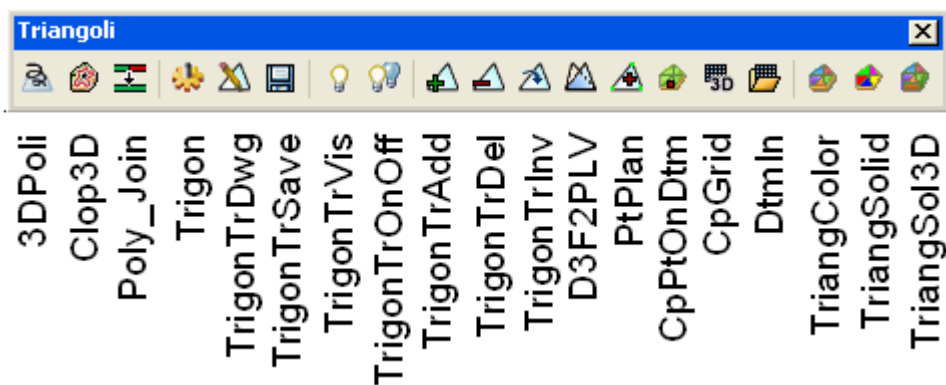 Triangoli
3D
3DPoli
Clop3D
Poly_Join
Trigon
TrigonTrDwg
TrigonTrSave
TrigonTrVis
TrigonTrOnOff
TrigonTrAdd
TrigonTrDel
TrigonTrInv
D3F2PLV
PtPlan
CpPtOnDtm
CpGrid
DtmIn
TriangColor
TriangSolid
TriangSol3D